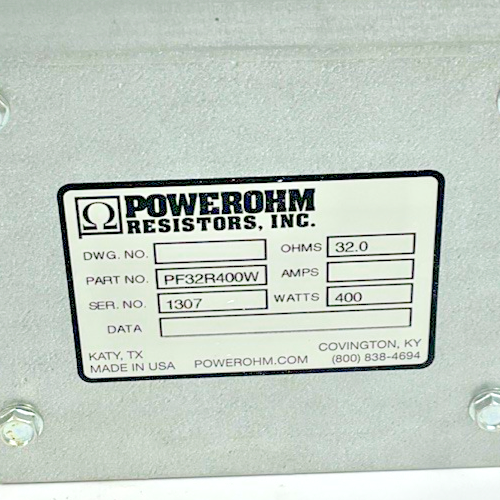 Ω POWEROHM
RESISTORS, INC.
DWG. NO. OHMS 32.0
PART NO. PF32R400W AMPS
SER. NO. 1307 WATTS 400
DATA
KATY, TX COVINGTON, KY
MADE IN USA POWEROHM.COM (800) 838-4694